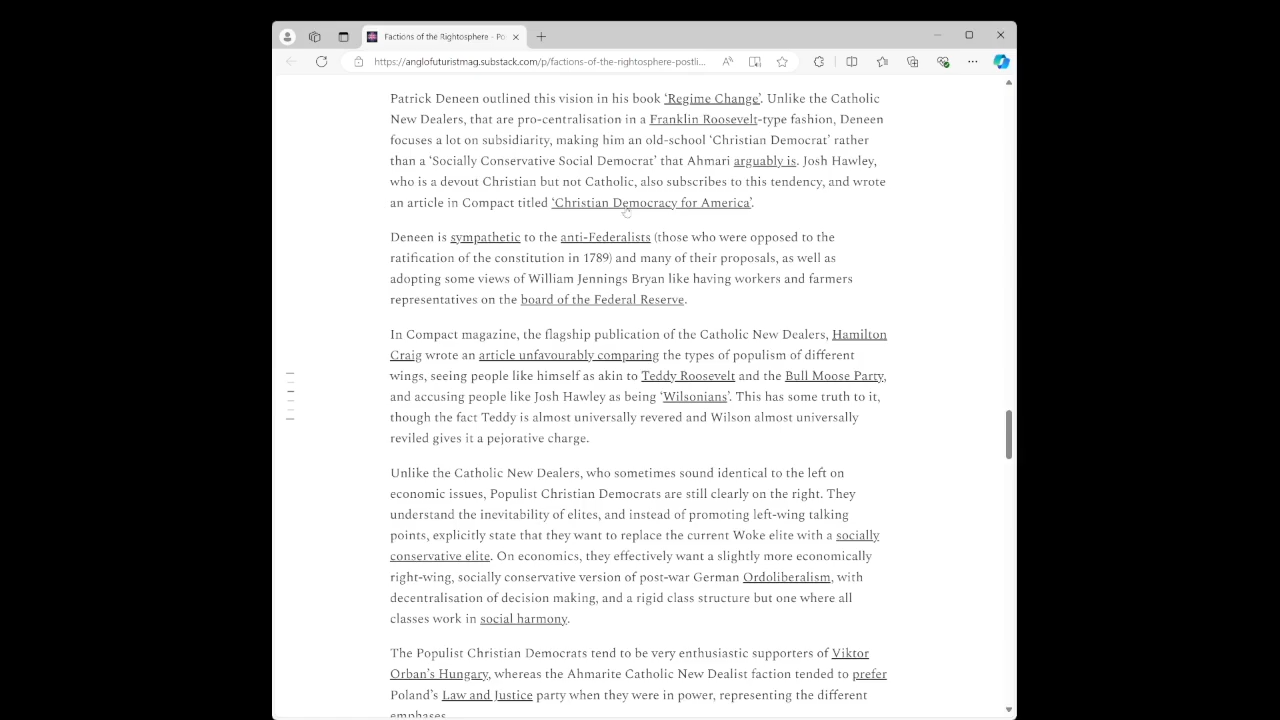 Factions of the Rightosphere - Po
https://anglofuturistmag.substack.com/p/factions-of-the-rightosphere-postli...
Patrick Deneen outlined this vision in his book ‘Regime Change’. Unlike the Catholic
New Dealers, that are pro-centralisation in a Franklin Roosevelt-type fashion, Deneen
focuses a lot on subsidiarity, making him an old-school ‘Christian Democrat’ rather
than a ‘Socially Conservative Social Democrat’ that Ahmari arguably is. Josh Hawley,
who is a devout Christian but not Catholic, also subscribes to this tendency, and wrote
an article in Compact titled ‘Christian Democracy for America’.
Deneen is sympathetic to the anti-Federalists (those who were opposed to the
ratification of the constitution in 1789) and many of their proposals, as well as
adopting some views of William Jennings Bryan like having workers and farmers
representatives on the board of the Federal Reserve.
In Compact magazine, the flagship publication of the Catholic New Dealers, Hamilton
Craig wrote an article unfavourably comparing the types of populism of different
wings, seeing people like himself as akin to Teddy Roosevelt and the Bull Moose Party,
and accusing people like Josh Hawley as being ‘Wilsonians’. This has some truth to it,
though the fact Teddy is almost universally revered and Wilson almost universally
reviled gives it a pejorative charge.
Unlike the Catholic New Dealers, who sometimes sound identical to the left on
economic issues, Populist Christian Democrats are still clearly on the right. They
understand the inevitability of elites, and instead of promoting left-wing talking
points, explicitly state that they want to replace the current Woke elite with a socially
conservative elite. On economics, they effectively want a slightly more economically
right-wing, socially conservative version of post-war German Ordoliberalism, with
decentralisation of decision making, and a rigid class structure but one where all
classes work in social harmony.
The Populist Christian Democrats tend to be very enthusiastic supporters of Viktor
Orban’s Hungary, whereas the Ahmarite Catholic New Dealist faction tended to prefer
Poland’s Law and Justice party when they were in power, representing the different
emphases.